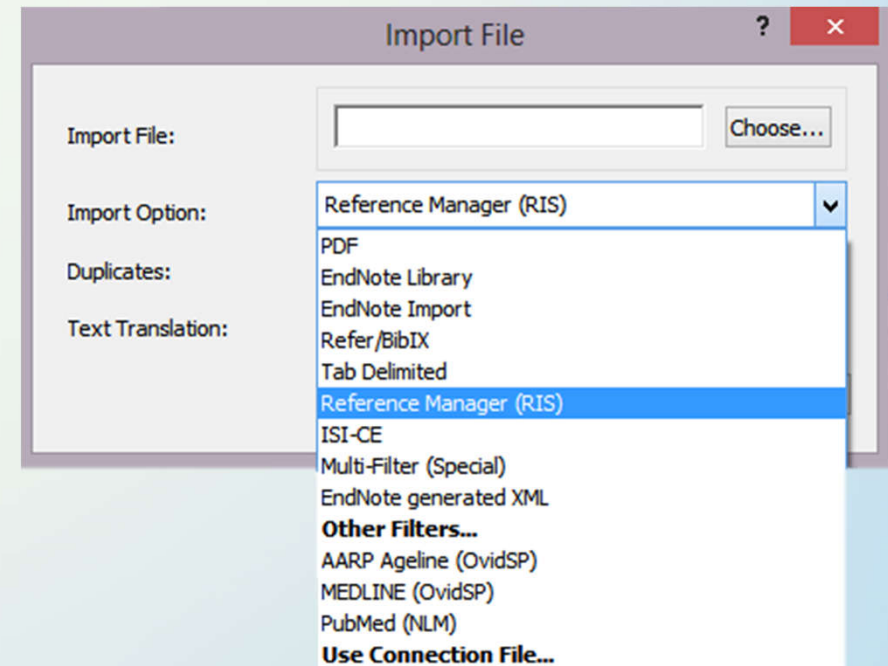 Import File
?
Import File:
Choose...
Import Option:
Reference Manager (RIS)
Duplicates:
Text Translation:
PDF
EndNote Library
EndNote Import
Refer/BibIX
Tab Delimited
Reference Manager (RIS)
ISI-CE
Multi-Filter (Special)
EndNote generated XML
Other Filters...
AARP Ageline (OvidSP)
MEDLINE (OvidSP)
PubMed (NLM)
Use Connection File...